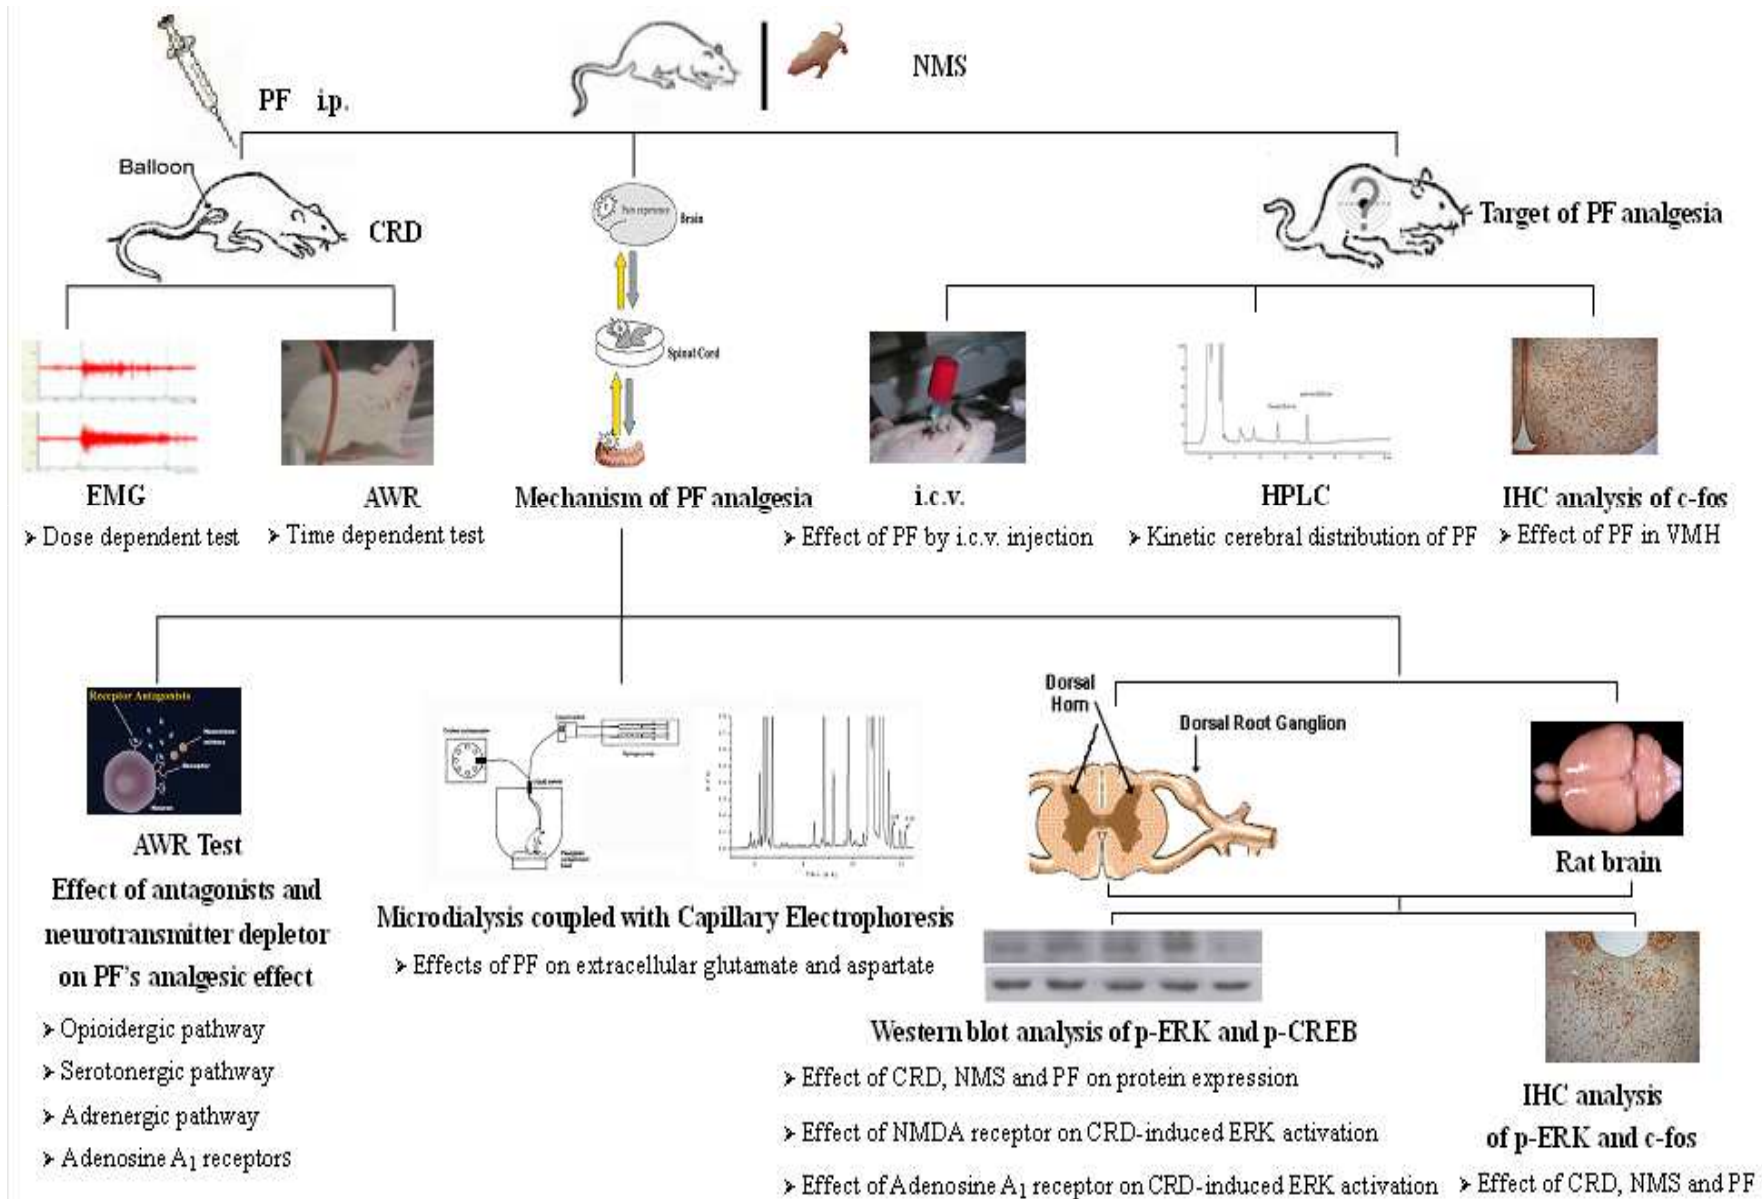 NMS
PF i.p.
Balloon
CRD
Pain experience
Brain
Spinal Cord
Target of PF analgesia
EMG
➢ Dose dependent test
AWR
➢ Time dependent test
Mechanism of PF analgesia
i.c.v.
➢ Effect of PF by i.c.v. injection
HPLC
➢ Kinetic cerebral distribution of PF
IHC analysis of c-fos
➢ Effect of PF in VMH
Receptor Antagonists
Receptor
Neuron
AWR Test
Effect of antagonists and
neurotransmitter depletor
on PF's analgesic effect
➢ Opioidergic pathway
➢ Serotonergic pathway
➢ Adrenergic pathway
➢ Adenosine A1 receptors
Microdialysis coupled with Capillary Electrophoresis
➢ Effects of PF on extracellular glutamate and aspartate
Dorsal
Horn
Dorsal Root Ganglion
Rat brain
Western blot analysis of p-ERK and p-CREB
➢ Effect of CRD, NMS and PF on protein expression
➢ Effect of NMDA receptor on CRD-induced ERK activation
➢ Effect of Adenosine A1 receptor on CRD-induced ERK activation
IHC analysis
of p-ERK and c-fos
➢ Effect of CRD, NMS and PF